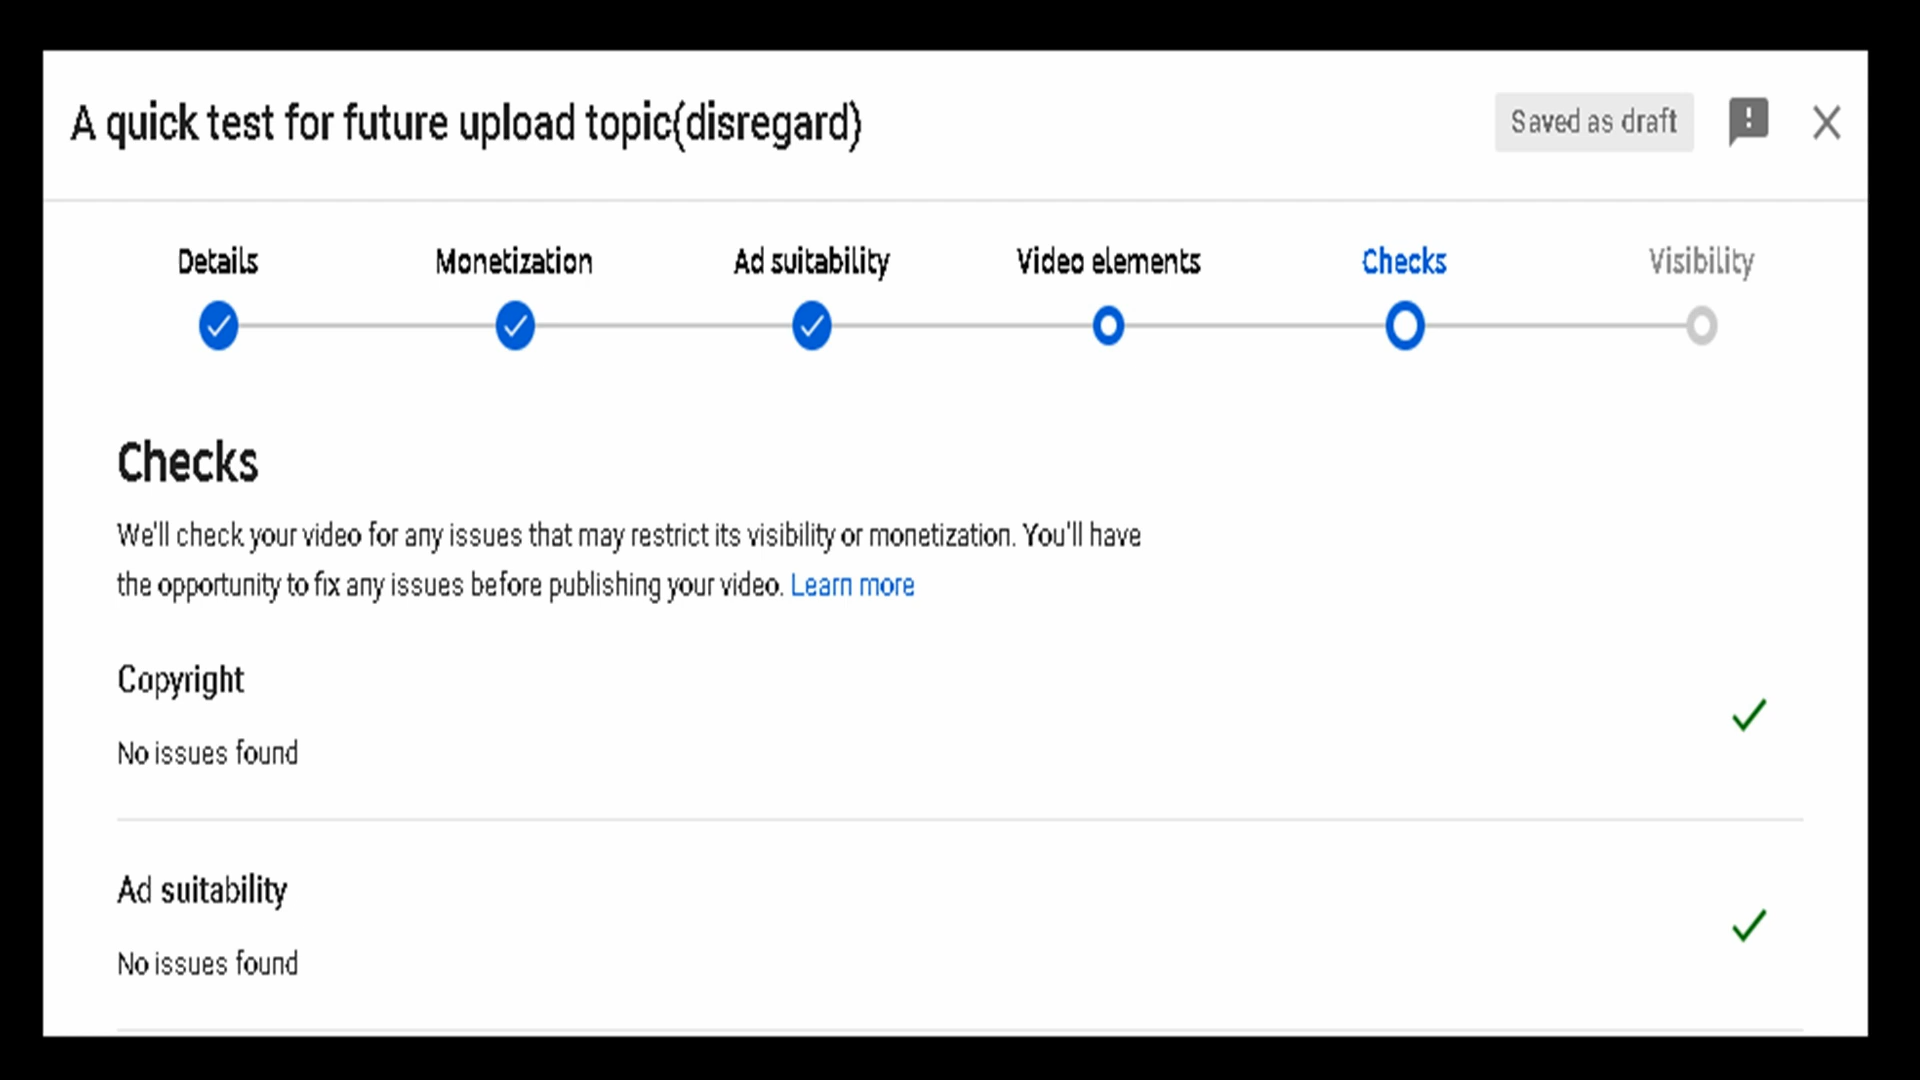 A quick test for future upload topic(disregard)
Saved as draft
Details
Monetization
Ad suitability
Video elements
Checks
Visibility
Checks
We'll check your video for any issues that may restrict its visibility or monetization. You'll have
the opportunity to fix any issues before publishing your video. Learn more
Copyright
No issues found
Ad suitability
No issues found